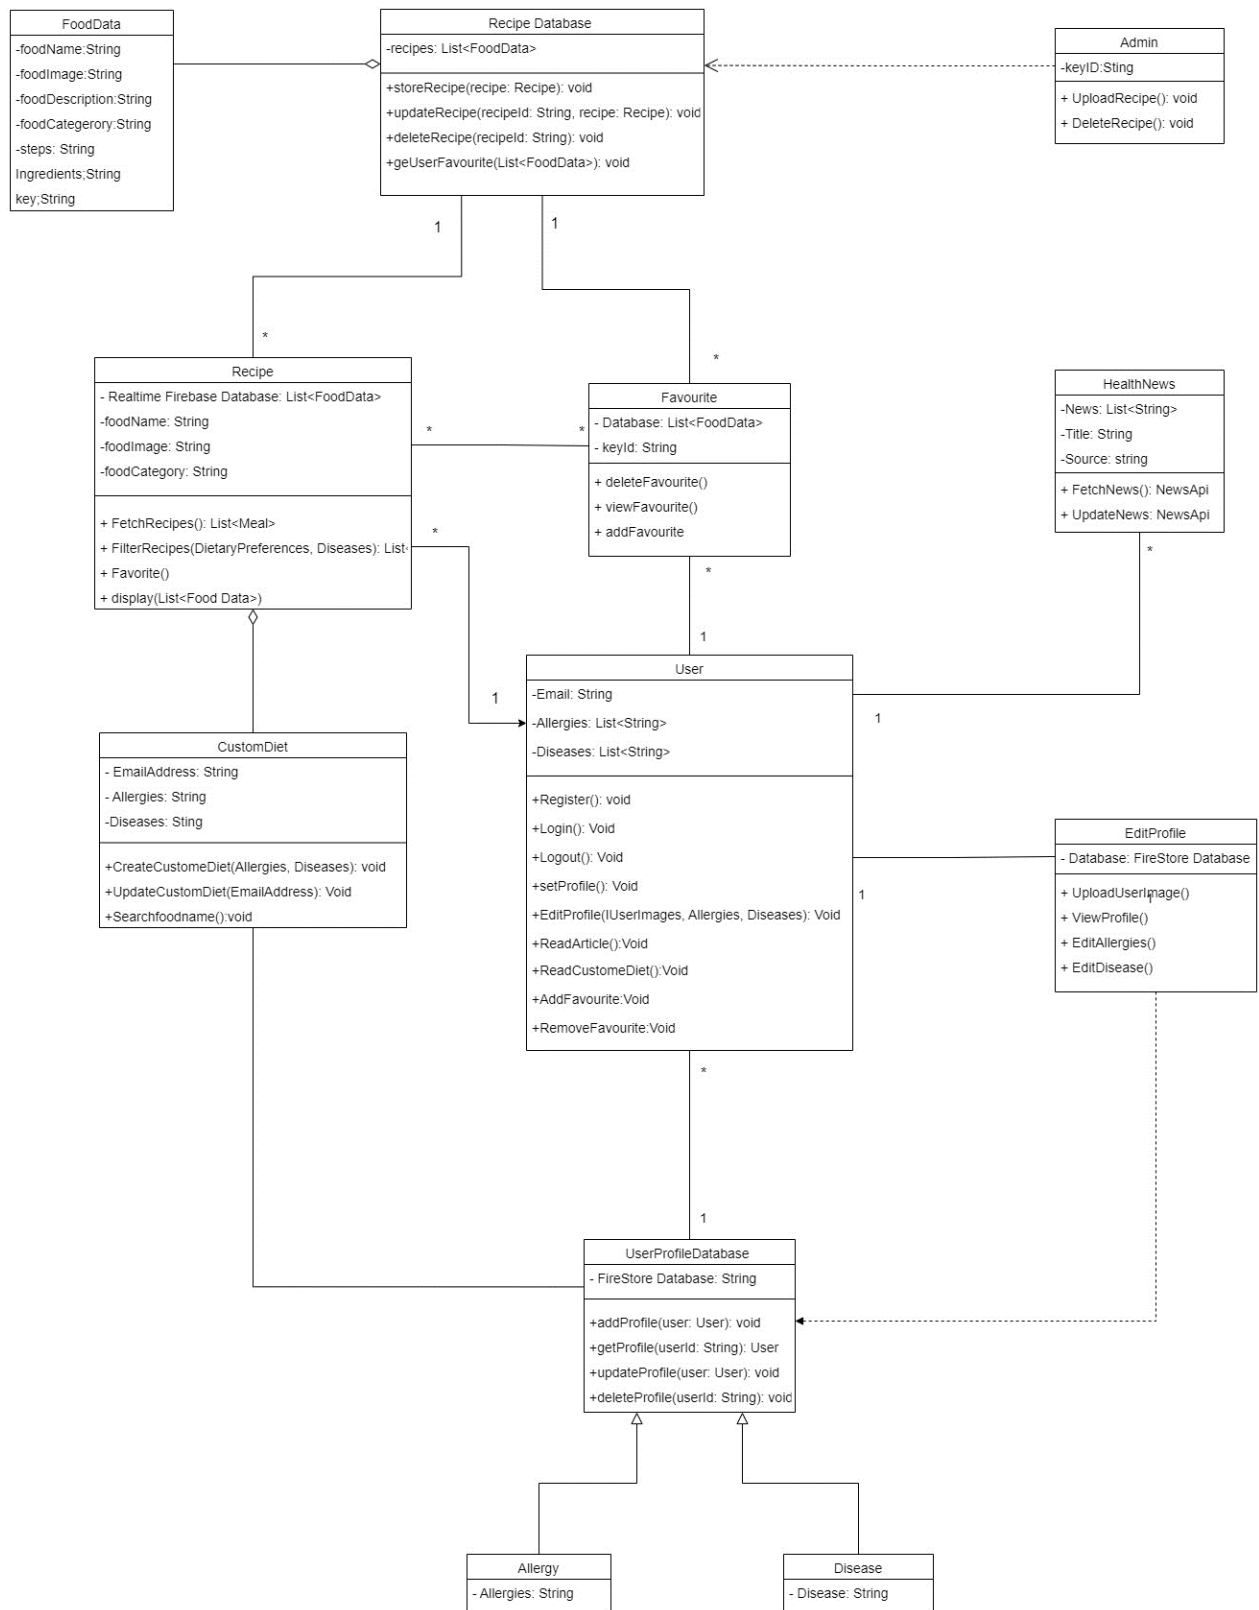 FoodData
-foodName:String
-foodImage:String
-foodDescription:String
-foodCategerory:String
-steps: String
Ingredients;String
key;String
Recipe Database
-recipes: List<FoodData>
+storeRecipe(recipe: Recipe): void
+updateRecipe(recipeId: String, recipe: Recipe): void
+deleteRecipe(recipeId: String): void
+geUserFavourite(List<FoodData>): void
Admin
-keyID:Sting
+ UploadRecipe(): void
+ DeleteRecipe(): void
1
1
*
*
Recipe
- Realtime Firebase Database: List<FoodData>
-foodName: String
-foodImage: String
-foodCategory: String
+ FetchRecipes(): List<Meal>
+ FilterRecipes(DietaryPreferences, Diseases): List<
+ Favorite()
+ display(List<Food Data>)
*
*
Favourite
- Database: List<FoodData>
- keyId: String
+ deleteFavourite()
+ viewFavourite()
+ addFavourite
HealthNews
-News: List<String>
-Title: String
-Source: string
+ FetchNews(): NewsApi
+ UpdateNews: NewsApi
*
*
*
1
1
1
User
-Email: String
-Allergies: List<String>
-Diseases: List<String>
+Register(): void
+Login(): Void
+Logout(): Void
+setProfile(): Void
+EditProfile(IUserImages, Allergies, Diseases): Void
+ReadArticle():Void
+ReadCustomeDiet():Void
+AddFavourite:Void
+RemoveFavourite:Void
CustomDiet
- EmailAddress: String
- Allergies: String
-Diseases: Sting
+CreateCustomeDiet(Allergies, Diseases): void
+UpdateCustomDiet(EmailAddress): Void
+Searchfoodname():void
1
EditProfile
- Database: FireStore Database
+ UploadUserImage()
1
+ ViewProfile()
+ EditAllergies()
+ EditDisease()
*
1
UserProfileDatabase
- FireStore Database: String
+addProfile(user: User): void
+getProfile(userId: String): User
+updateProfile(user: User): void
+deleteProfile(userId: String): void
Allergy
- Allergies: String
Disease
- Disease: String